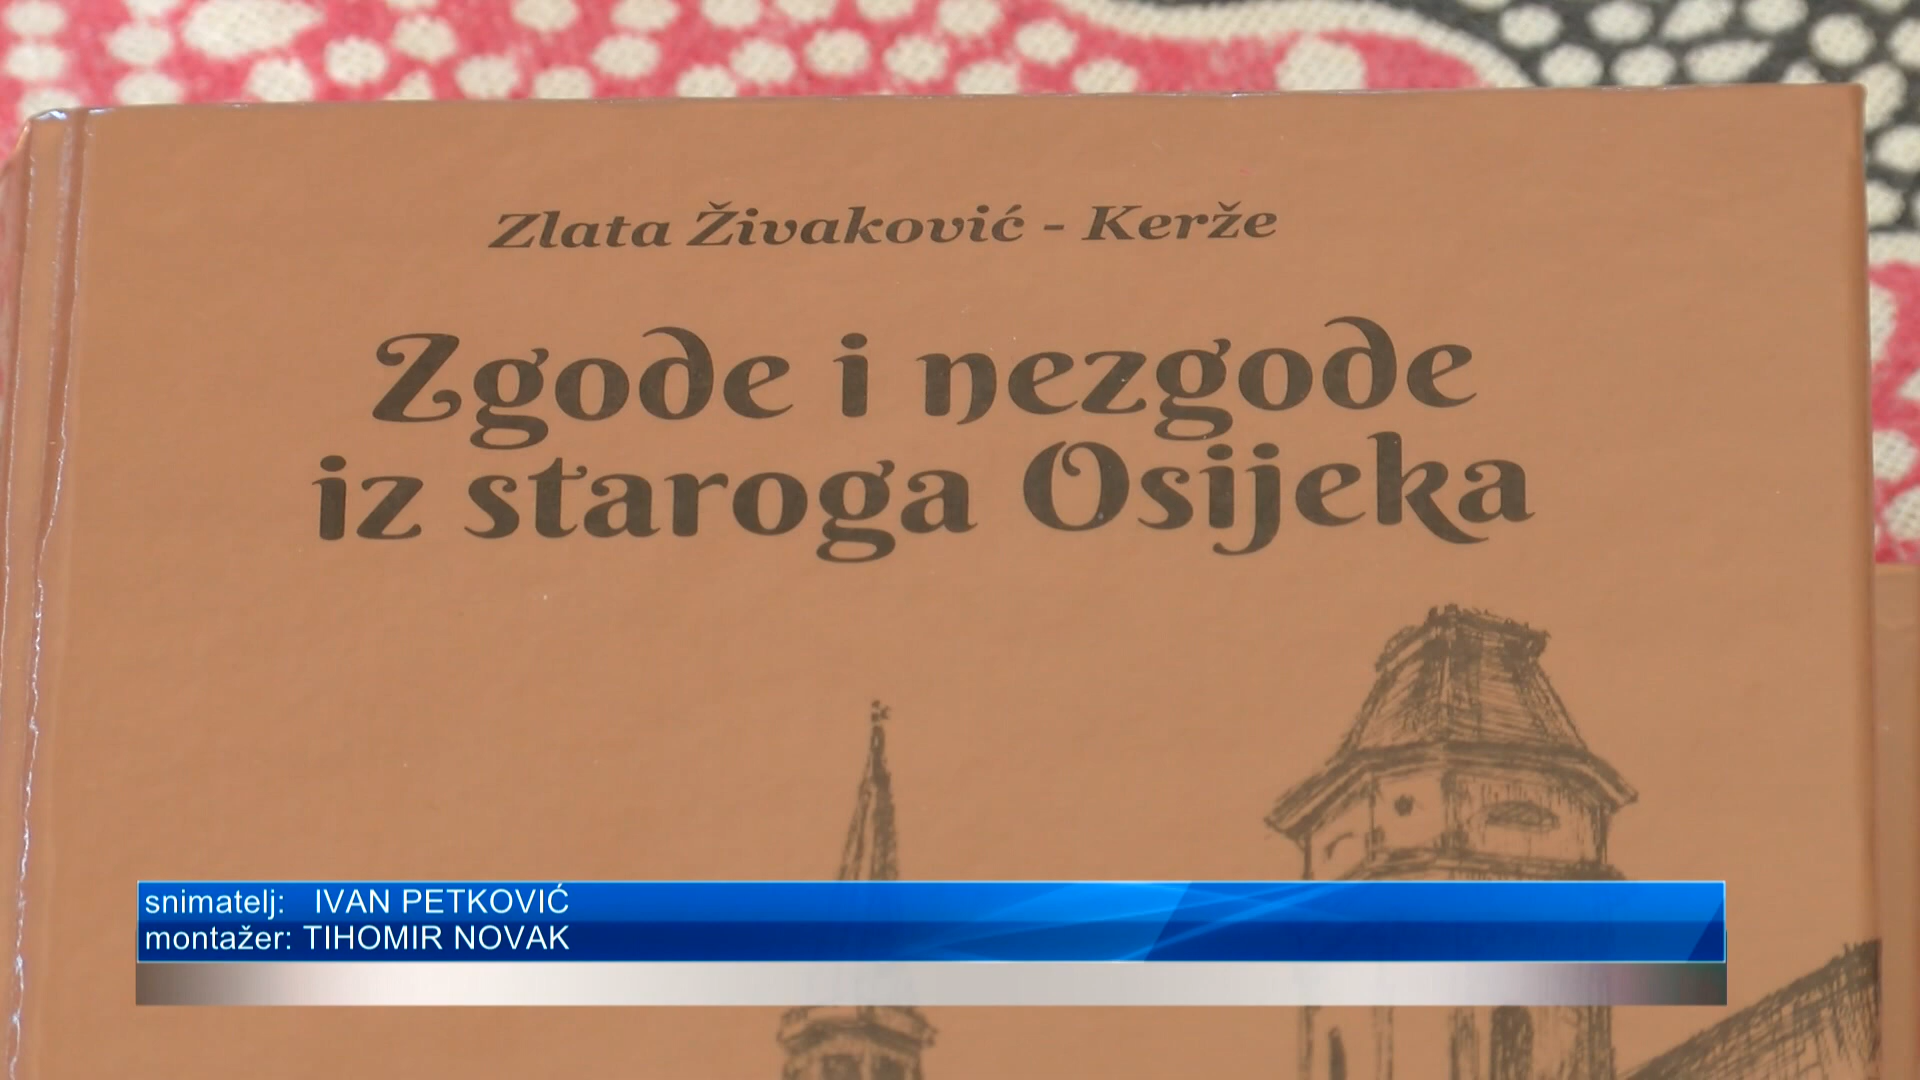 Zlata Živaković - Kerže
Zgode i nezgode
iz staroga Osijeka
snimatelj: IVAN PETKOVIĆ
montažer: TIHOMIR NOVAK